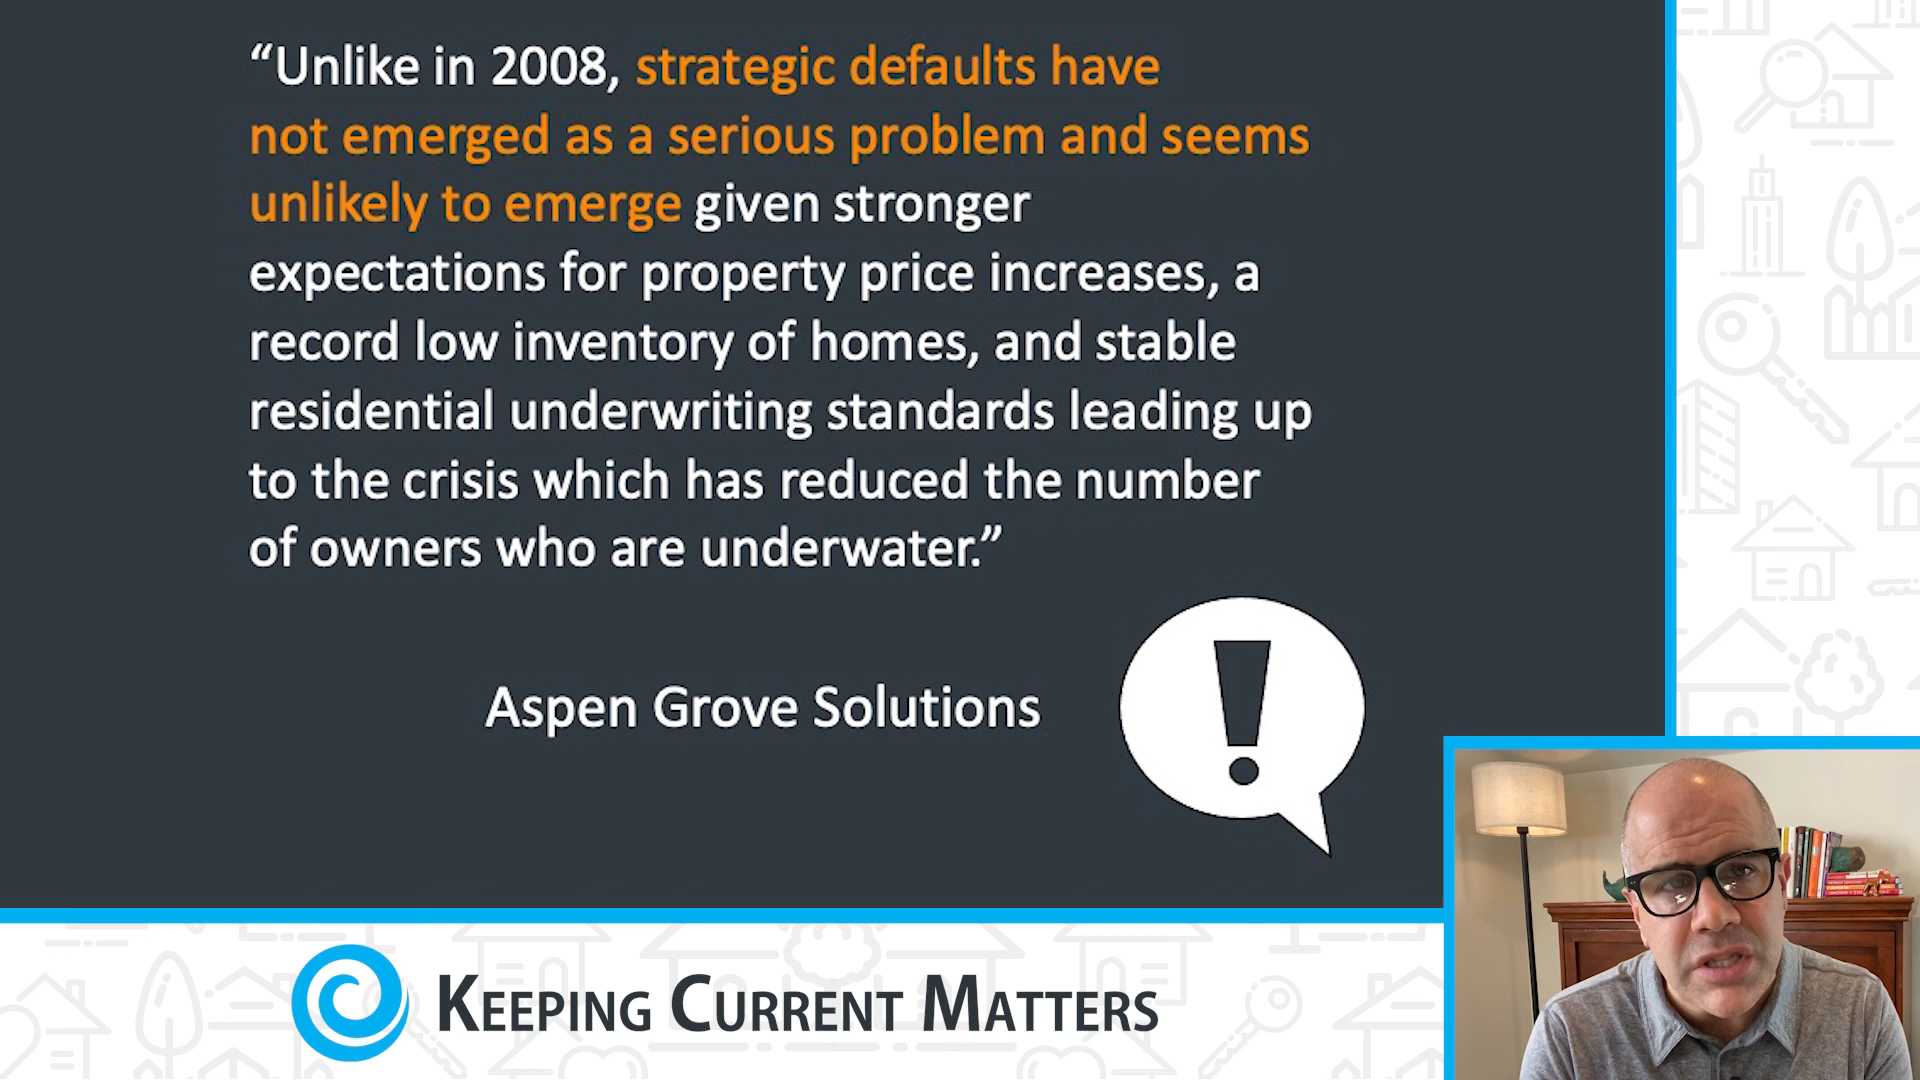 “Unlike in 2008, strategic defaults have
not emerged as a serious problem and seems
unlikely to emerge given stronger
expectations for property price increases, a
record low inventory of homes, and stable
residential underwriting standards leading up
to the crisis which has reduced the number
of owners who are underwater.”
Aspen Grove Solutions
!
KEEPING CURRENT MATTERS